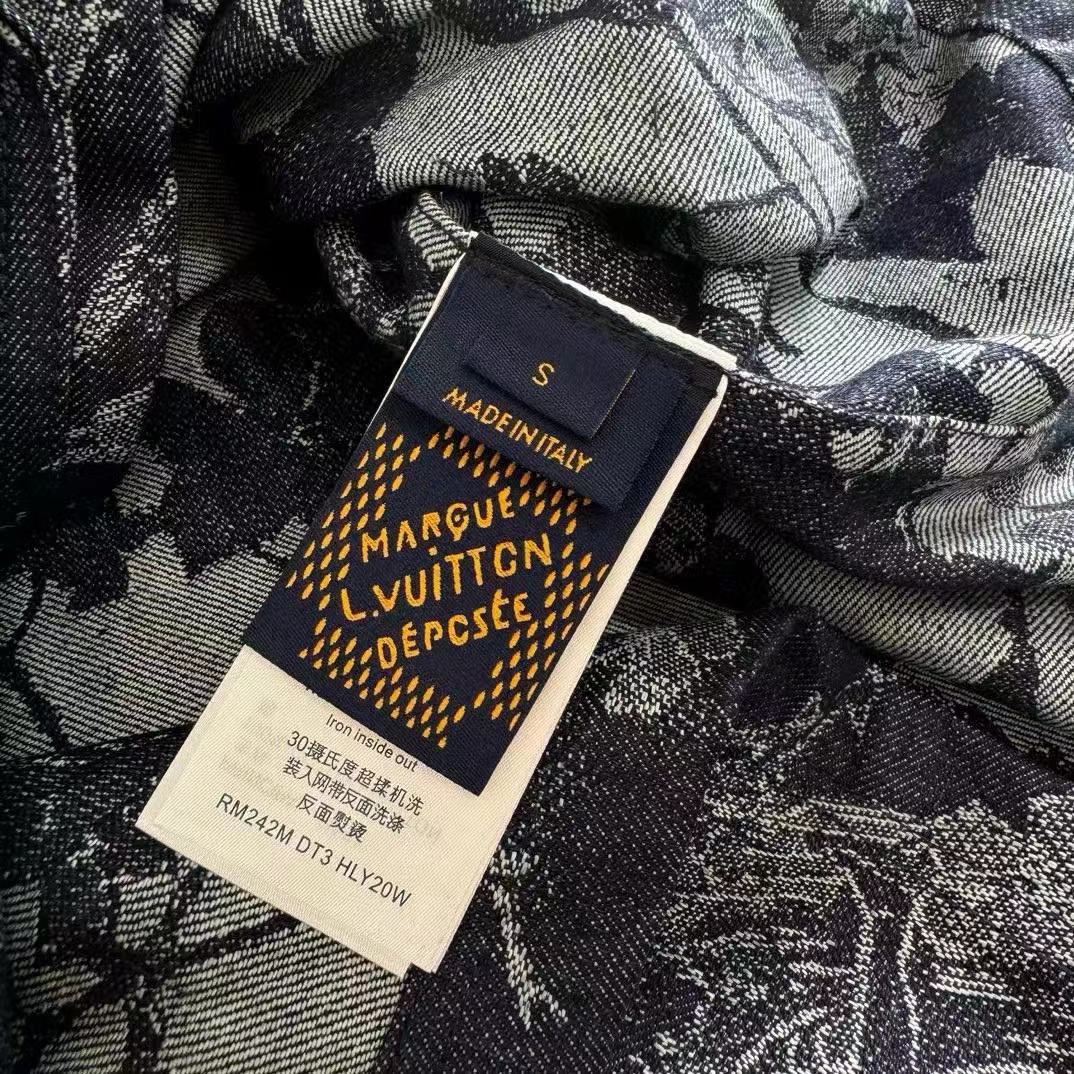 S
MADE IN ITALY
MARQUE
L.VUITTON
DÉPOSÉE
Iron inside out
30摄氏度超揉机洗
装入网带反面洗涤
反面熨烫
RM242M DT3 HLY20W